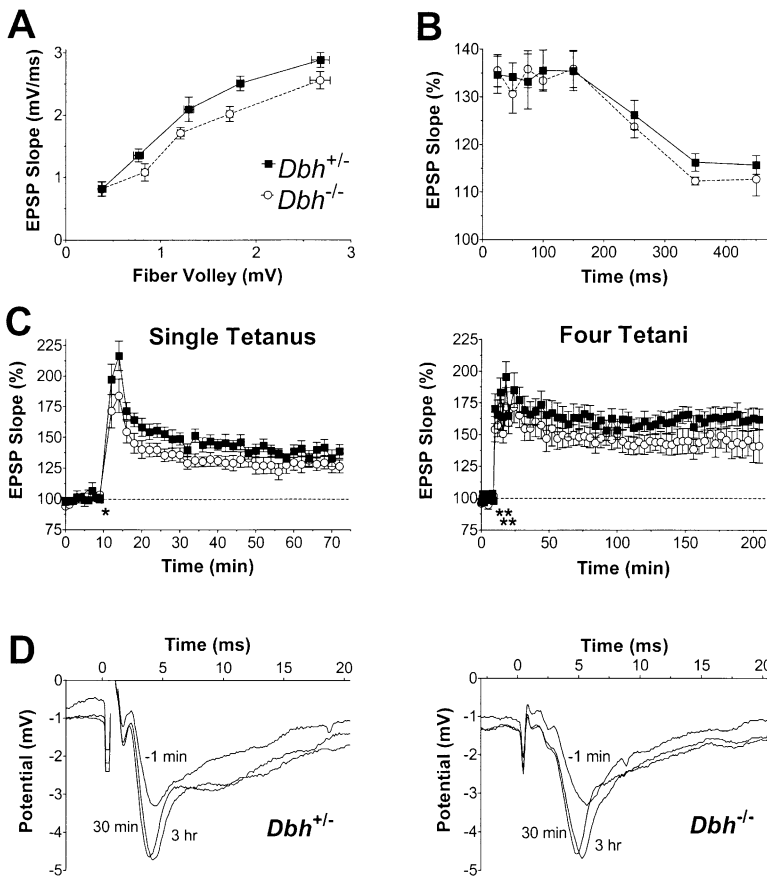 A
B
EPSP Slope (mV/ms)
3
2
1
0
0
1
2
3
Fiber Volley (mV)
Dbh+/-
Dbh-/-
EPSP Slope (%)
140
130
120
110
100
0
100
200
300
400
Time (ms)
C
Single Tetanus
EPSP Slope (%)
225
200
175
150
125
100
75
*
0
10
20
30
40
50
60
70
Time (min)
Four Tetani
EPSP Slope (%)
225
200
175
150
125
100
75
**
**
0
50
100
150
200
Time (min)
D
Time (ms)
0
5
10
15
20
Potential (mV)
0
-1
-2
-3
-4
-5
-1 min
30 min
3 hr
Dbh+/-
Time (ms)
0
5
10
15
20
Potential (mV)
0
-1
-2
-3
-4
-5
-1 min
30 min
3 hr
Dbh-/-